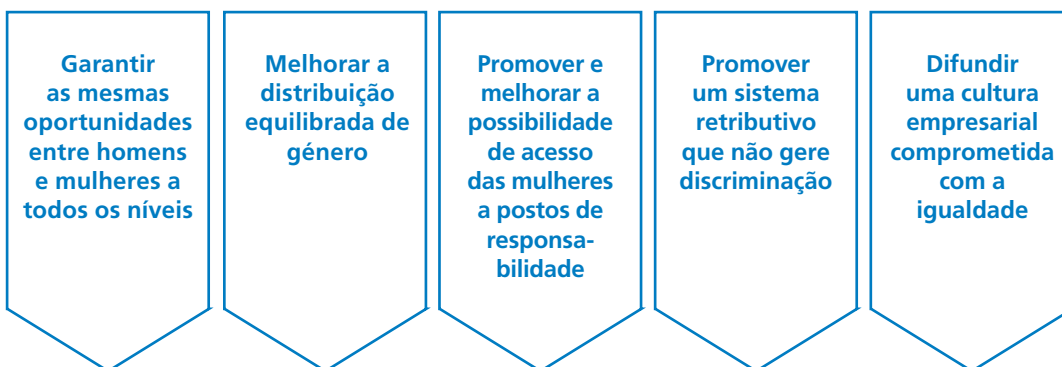 Garantir
as mesmas
oportunidades
entre homens
e mulheres a
todos os níveis
Melhorar a
distribuição
equilibrada de
género
Promover e
melhorar a
possibilidade
de acesso
das mulheres
a postos de
responsa-
bilidade
Promover
um sistema
retributivo
que não gere
discriminação
Difundir
uma cultura
empresarial
comprometida
com a
igualdade